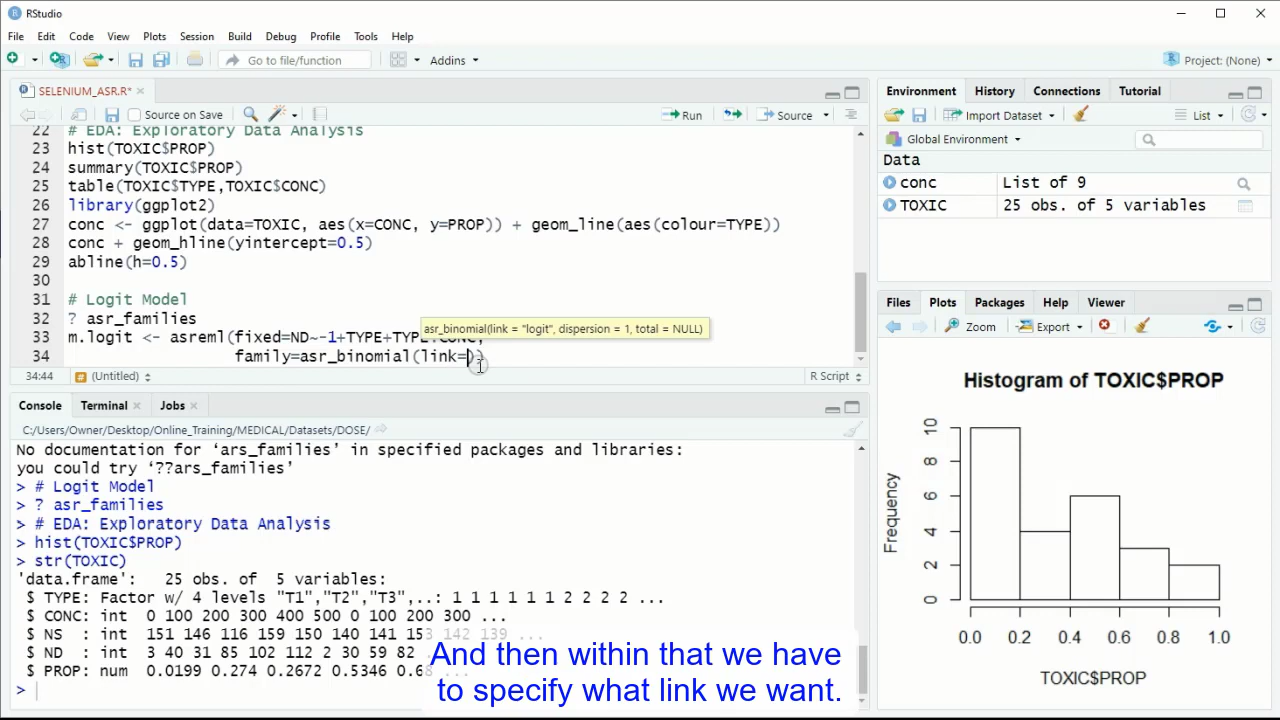 RStudio
File Edit Code View Plots Session Build Debug Profile Tools Help
Go to file/function Addins Project: (None)
SELENIUM_ASR.R*
Source on Save Run Source
22 # EDA: Exploratory Data Analysis
23 hist(TOXIC$PROP)
24 summary(TOXIC$PROP)
25 table(TOXIC$TYPE,TOXIC$CONC)
26 library(ggplot2)
27 conc <- ggplot(data=TOXIC, aes(x=CONC, y=PROP)) + geom_line(aes(colour=TYPE))
28 conc + geom_hline(yintercept=0.5)
29 abline(h=0.5)
30
31 # Logit Model
32 ? asr_families
asr_binomial(link = "logit", dispersion = 1, total = NULL)
33 m.logit <- asreml(fixed=ND~-1+TYPE+TYPE:CONC,
34 family=asr_binomial(link=))
34:44 (Untitled) R Script
Console Terminal Jobs
C:/Users/Owner/Desktop/Online_Training/MEDICAL/Datasets/DOSE/
No documentation for ‘ars_families’ in specified packages and libraries:
you could try ‘??ars_families’
> # Logit Model
> ? asr_families
> # EDA: Exploratory Data Analysis
> hist(TOXIC$PROP)
> str(TOXIC)
'data.frame': 25 obs. of 5 variables:
$ TYPE: Factor w/ 4 levels "T1","T2","T3",..: 1 1 1 1 1 1 2 2 2 2 ...
$ CONC: int 0 100 200 300 400 500 0 100 200 300 ...
$ NS : int 151 146 116 159 150 140 141 153 142 139 ...
$ ND : int 3 40 31 85 102 112 2 30 59 82
$ PROP: num 0.0199 0.274 0.2672 0.5346
>
And then within that we have
to specify what link we want.
Environment History Connections Tutorial
Import Dataset List
Global Environment
Data
conc List of 9
TOXIC 25 obs. of 5 variables
Files Plots Packages Help Viewer
Zoom Export
Histogram of TOXIC$PROP
Frequency
10
8
6
4
2
0
0.0 0.2 0.4 0.6 0.8 1.0
TOXIC$PROP